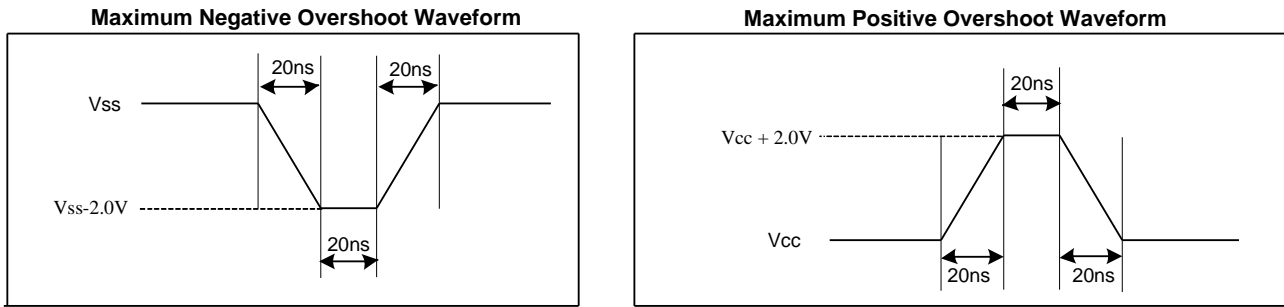 Maximum Negative Overshoot Waveform
20ns
20ns
Vss
Vss-2.0V
20ns
Maximum Positive Overshoot Waveform
20ns
Vcc + 2.0V
Vcc
20ns
20ns